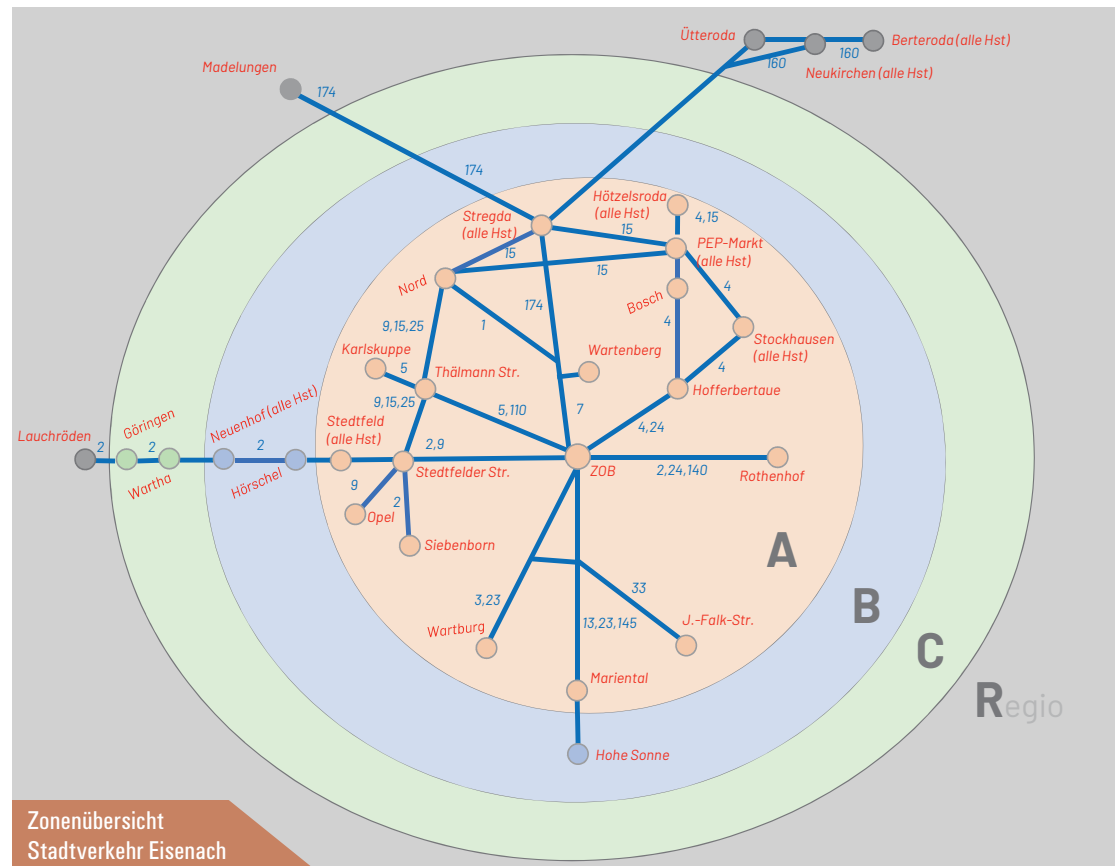 Ütteroda
Berteroda (alle Hst)
160
160
Neukirchen (alle Hst)
Madelungen
174
174
Hötzelsroda
(alle Hst)
4,15
Stregda
(alle Hst)
15
PEP-Markt
(alle Hst)
15
15
Nord
174
Bosch
4
4
9,15,25
1
Stockhausen
(alle Hst)
Karlskuppe
5
Wartenberg
4
Thälmann Str.
Hofferbertaue
9,15,25
5,110
7
4,24
Neuenhof (alle Hst)
Göringen
Stedtfeld
(alle Hst)
Lauchröden
2
2
2
2,9
Wartha
Hörschel
Stedtfelder Str.
ZOB
2,24,140
Rothenhof
9
2
Opel
Siebenborn
A
33
3,23
B
13,23,145
J.-Falk-Str.
Wartburg
C
Mariental
Regio
Hohe Sonne
Zonenübersicht
Stadtverkehr Eisenach